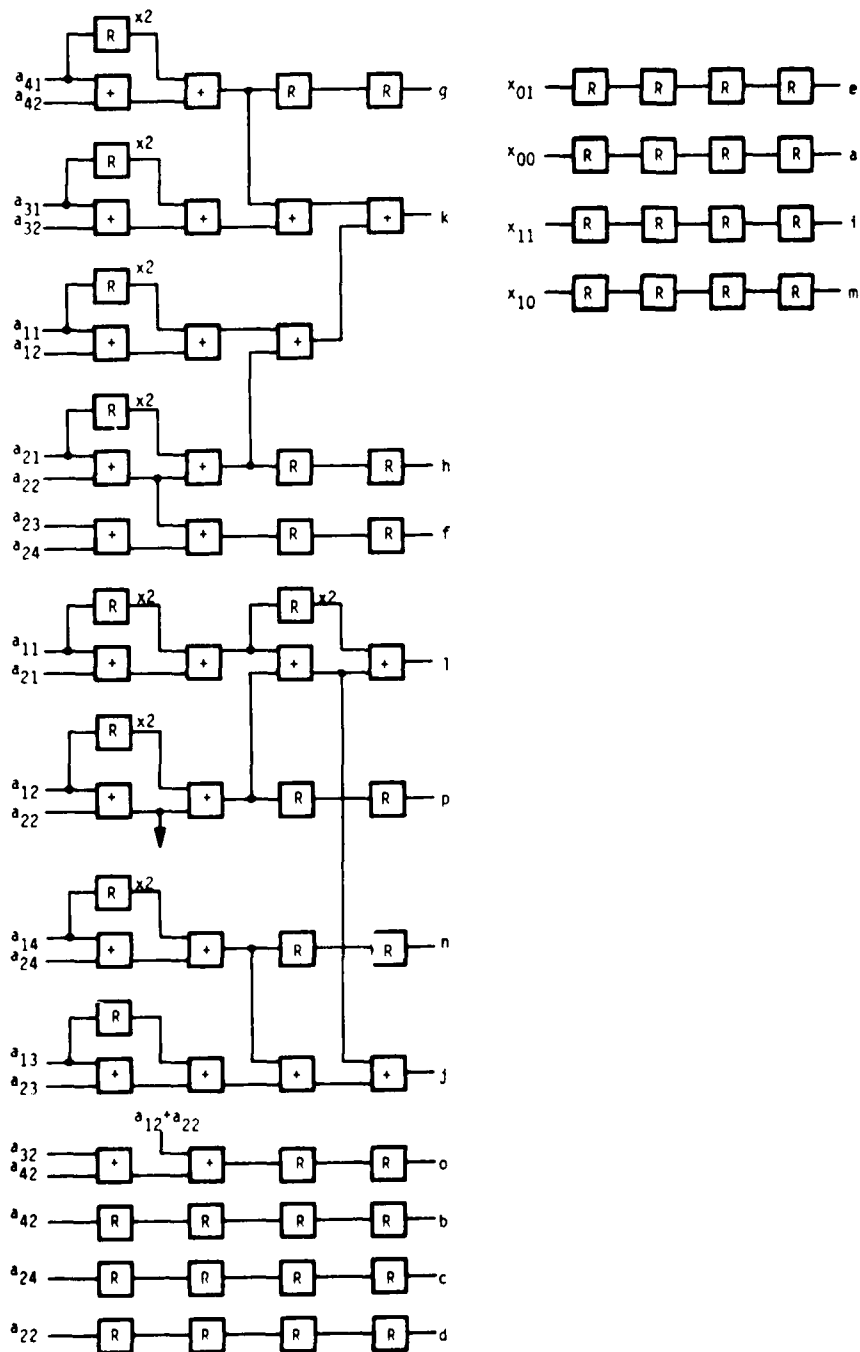 x2
R
a41
a42
+
+
R
R
g
x2
R
a31
a32
+
+
+
+
k
x2
R
a11
a12
+
+
+
x2
R
a21
a22
+
+
R
R
h
a23
a24
+
+
R
R
f
x2
x2
R
R
a11
a21
+
+
+
+
l
x2
R
a12
a22
+
+
R
R
p
x2
R
a14
a24
+
+
R
R
n
R
a13
a23
+
+
+
+
j
a12+a22
a32
a42
+
+
R
R
o
a42
R
R
R
R
b
a24
R
R
R
R
c
a22
R
R
R
R
d
x01
R
R
R
R
e
x00
R
R
R
R
a
x11
R
R
R
R
i
x10
R
R
R
R
m